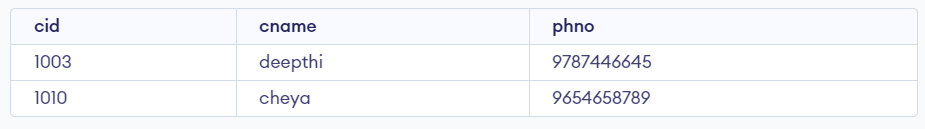 cid cname phno
1003 deepthi 9787446645
1010 cheya 9654658789